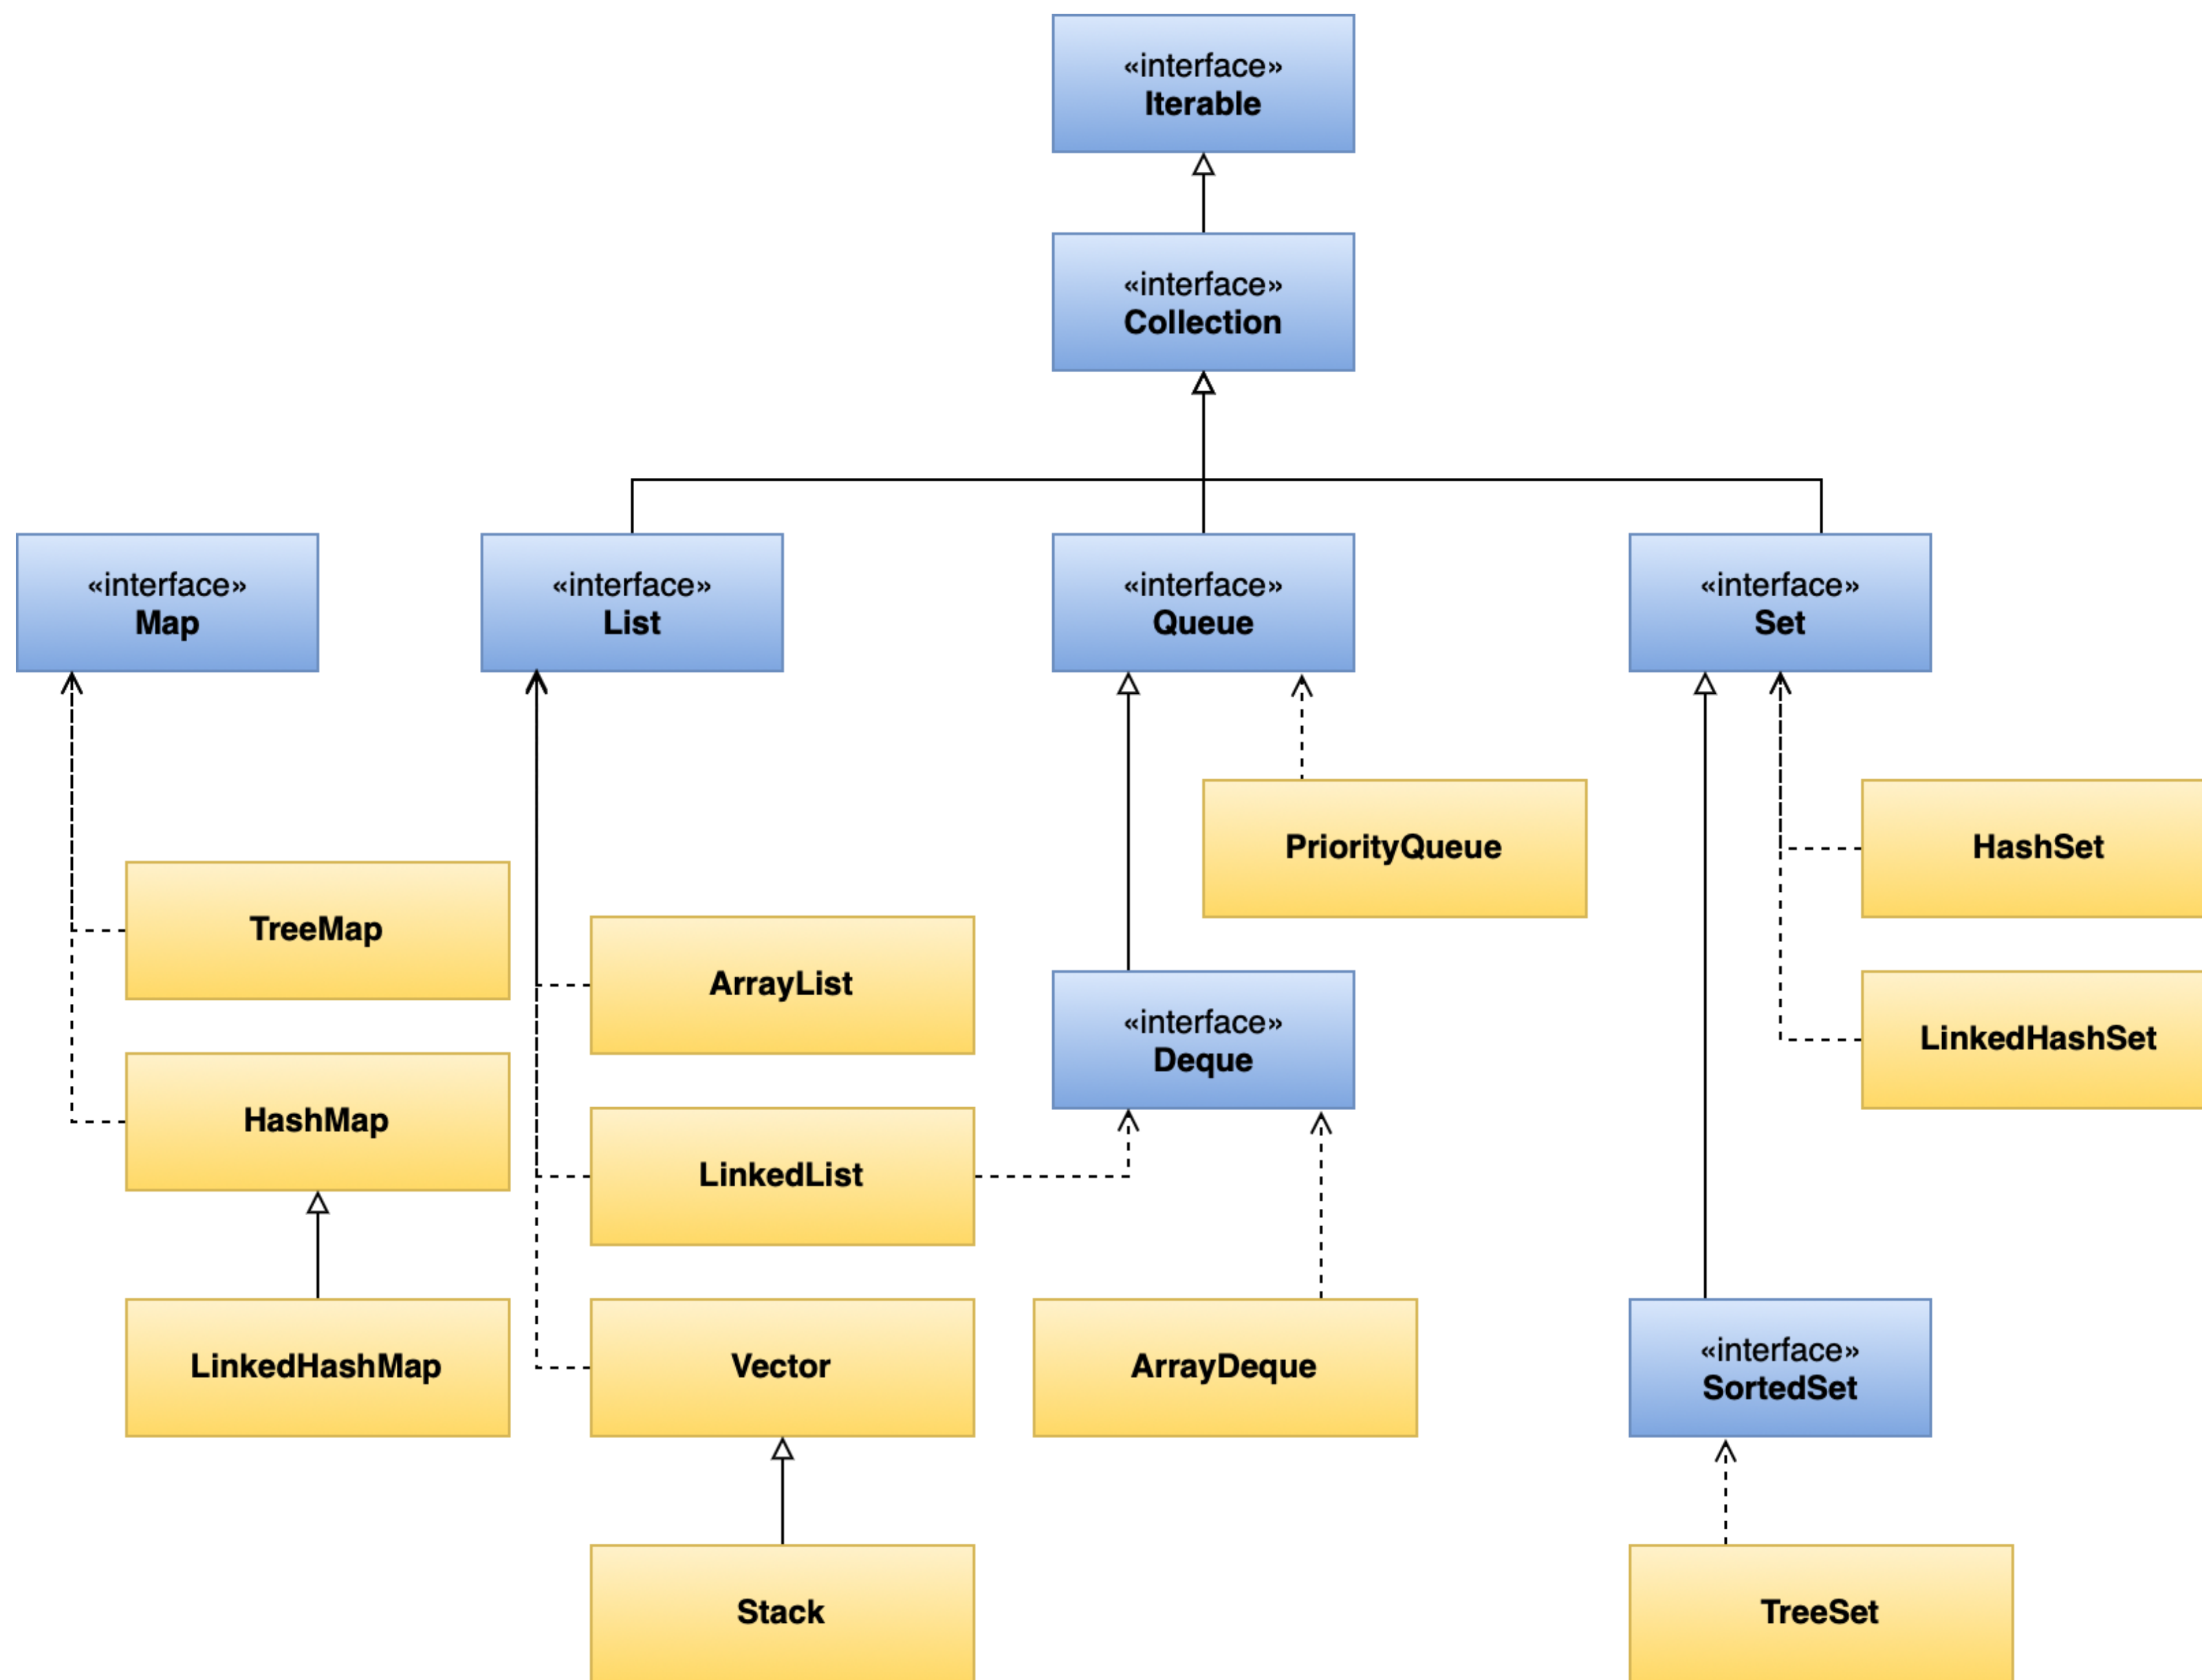 «interface»
Iterable
«interface»
Collection
«interface»
Map
«interface»
List
«interface»
Queue
«interface»
Set
PriorityQueue
HashSet
TreeMap
ArrayList
«interface»
Deque
LinkedHashSet
HashMap
LinkedList
LinkedHashMap
Vector
ArrayDeque
«interface»
SortedSet
Stack
TreeSet